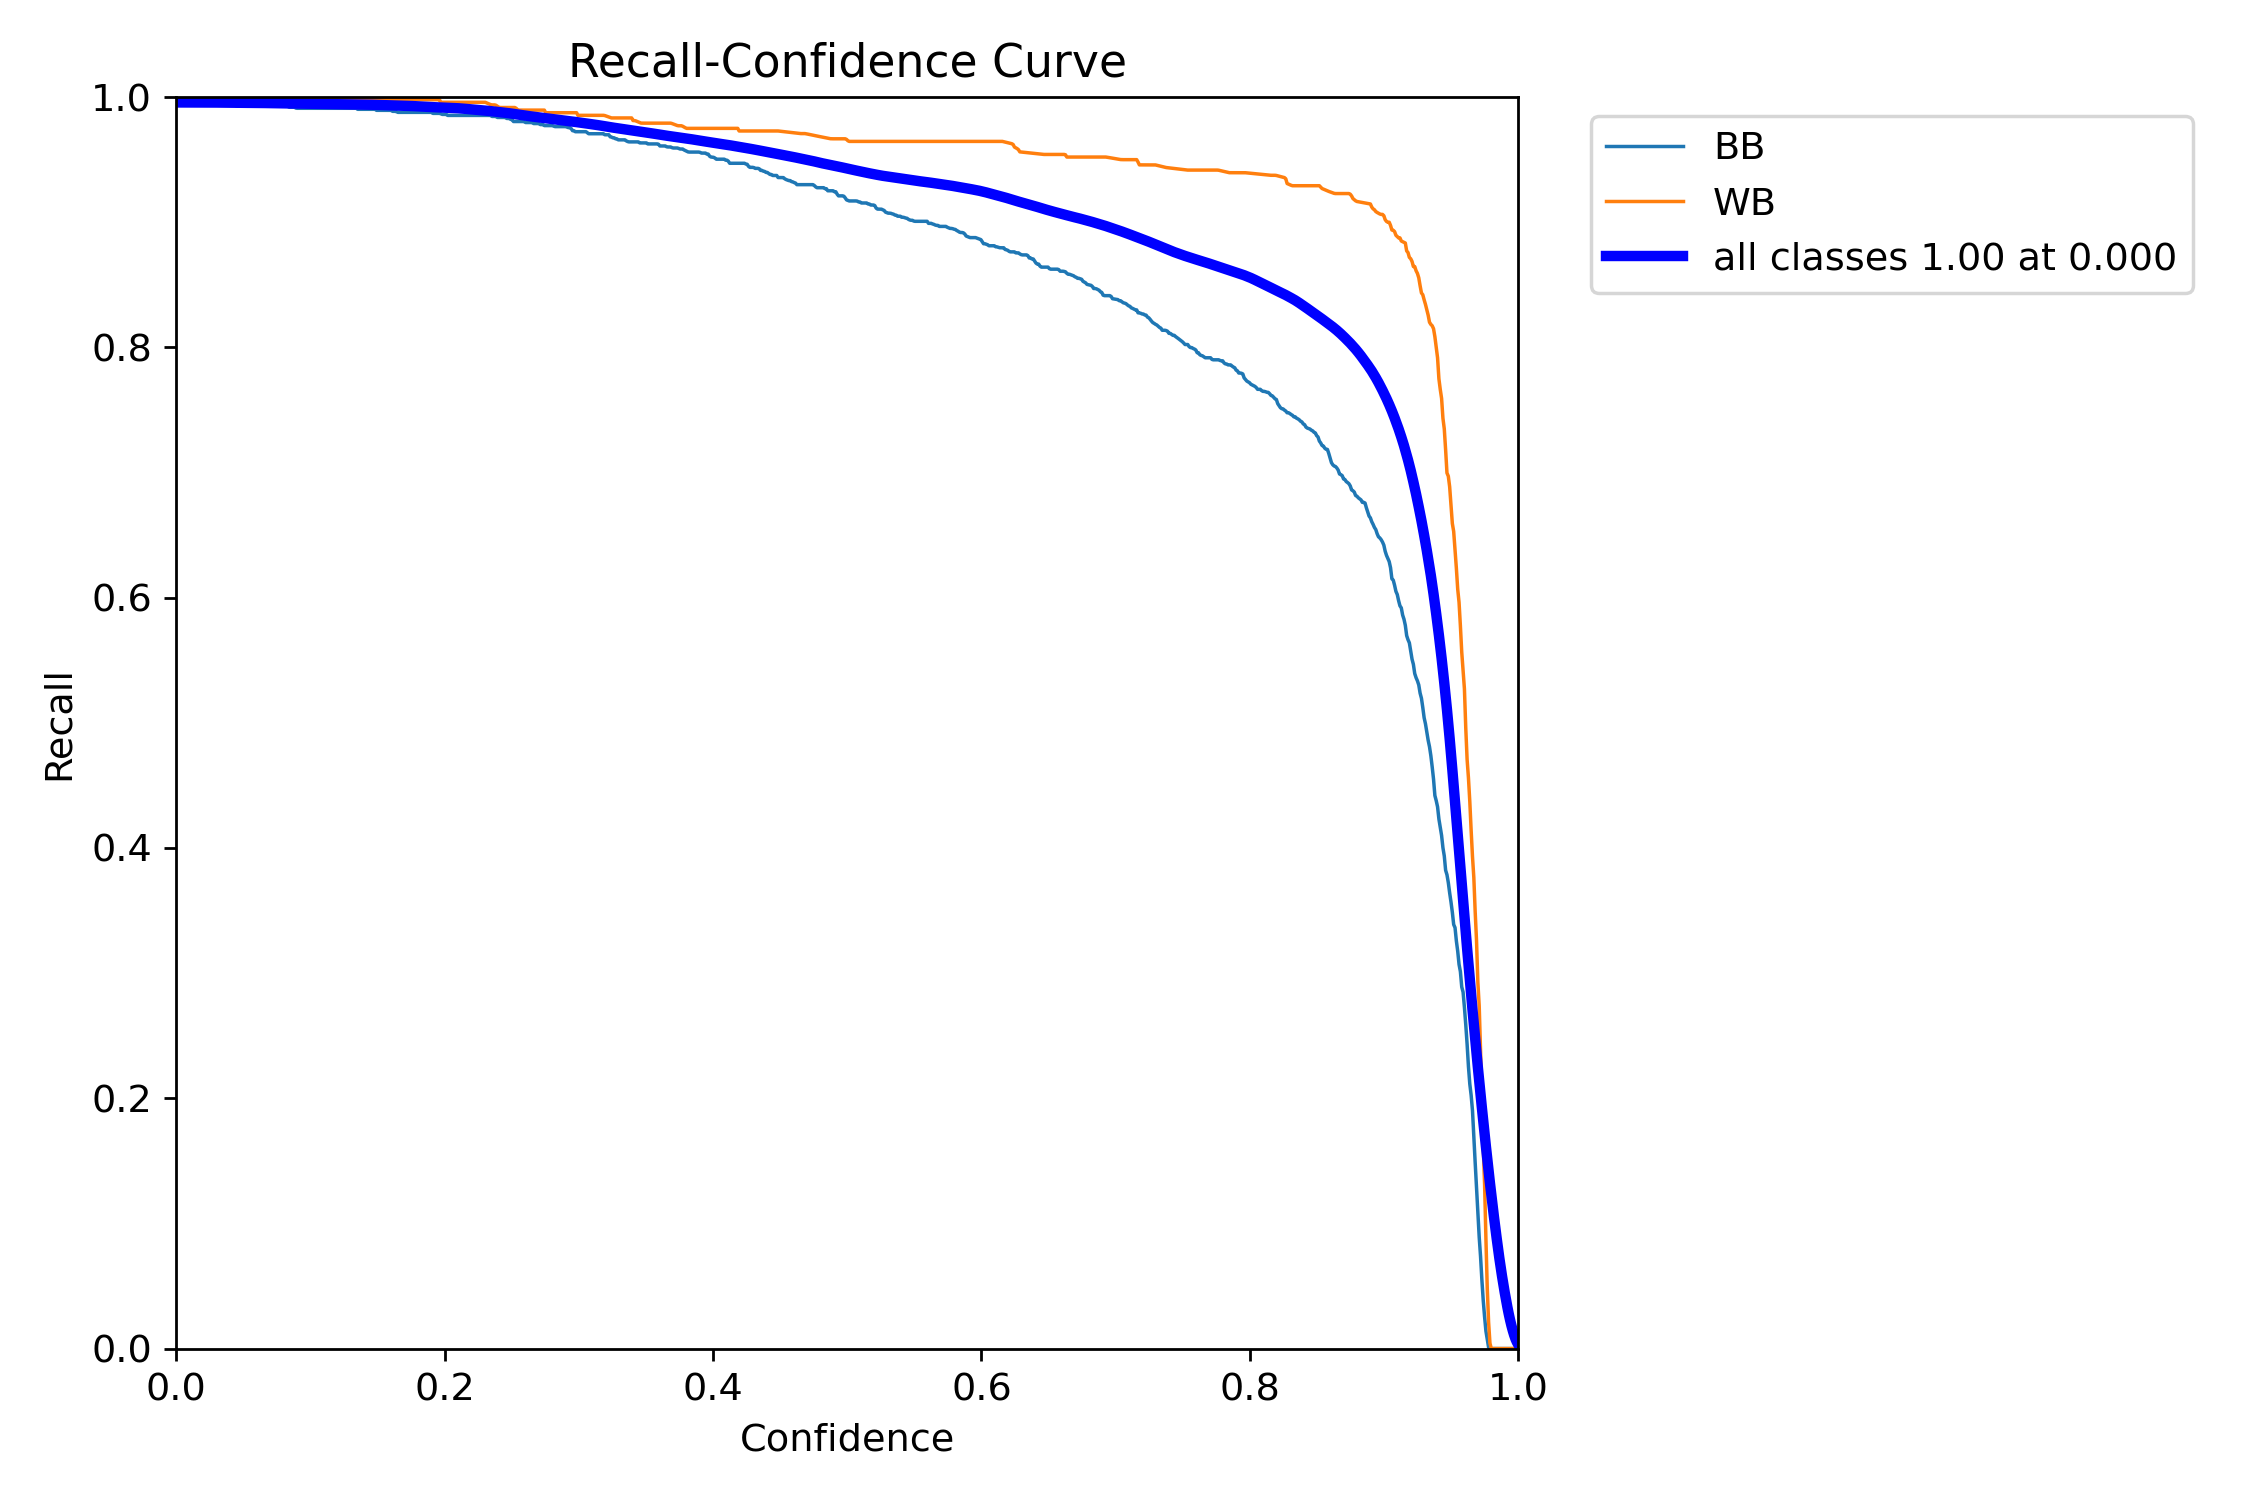 Recall-Confidence Curve
BB
WB
all classes 1.00 at 0.000
1.0
0.8
0.6
0.4
0.2
0.0
Recall
0.0 0.2 0.4 0.6 0.8 1.0
Confidence